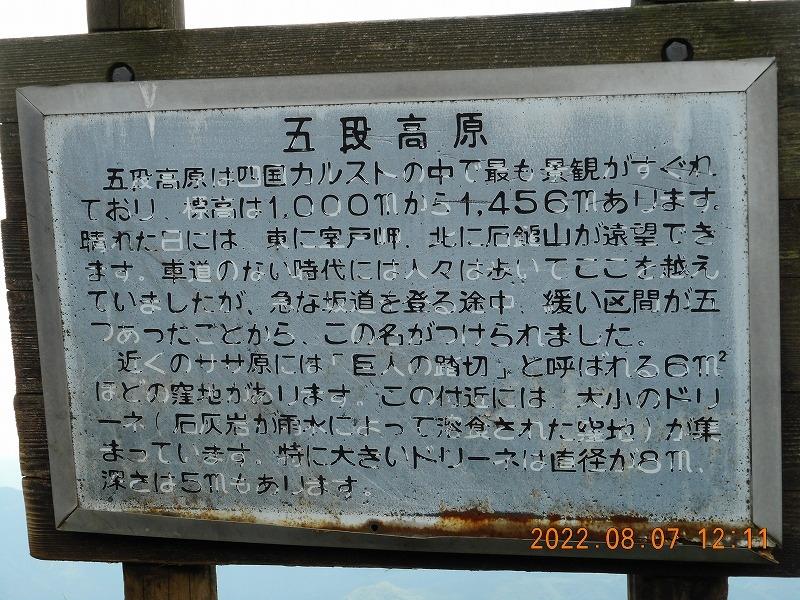 五段高原
五段高原は四国カルストの中で最も景観がすぐれ
ており、標高は1,000mから1,456mあります。
晴れた日には、東に室戸岬、北に石鎚山が遠望でき
ます。車道のない時代には人々は歩いてここを越え
ていましたが、急な坂道を登る途中、緩い区間が五
つあったことから、この名がつけられました。
近くのササ原には「巨人の踏切」と呼ばれる6m²
ほどの窪地があります。この付近には、大小のドリ
ーネ(石灰岩が雨水によって溶食された窪地)が集
まっています。特に大きいドリーネは直径が8m、
深さは5mもあります。
2022.08.07 12:11